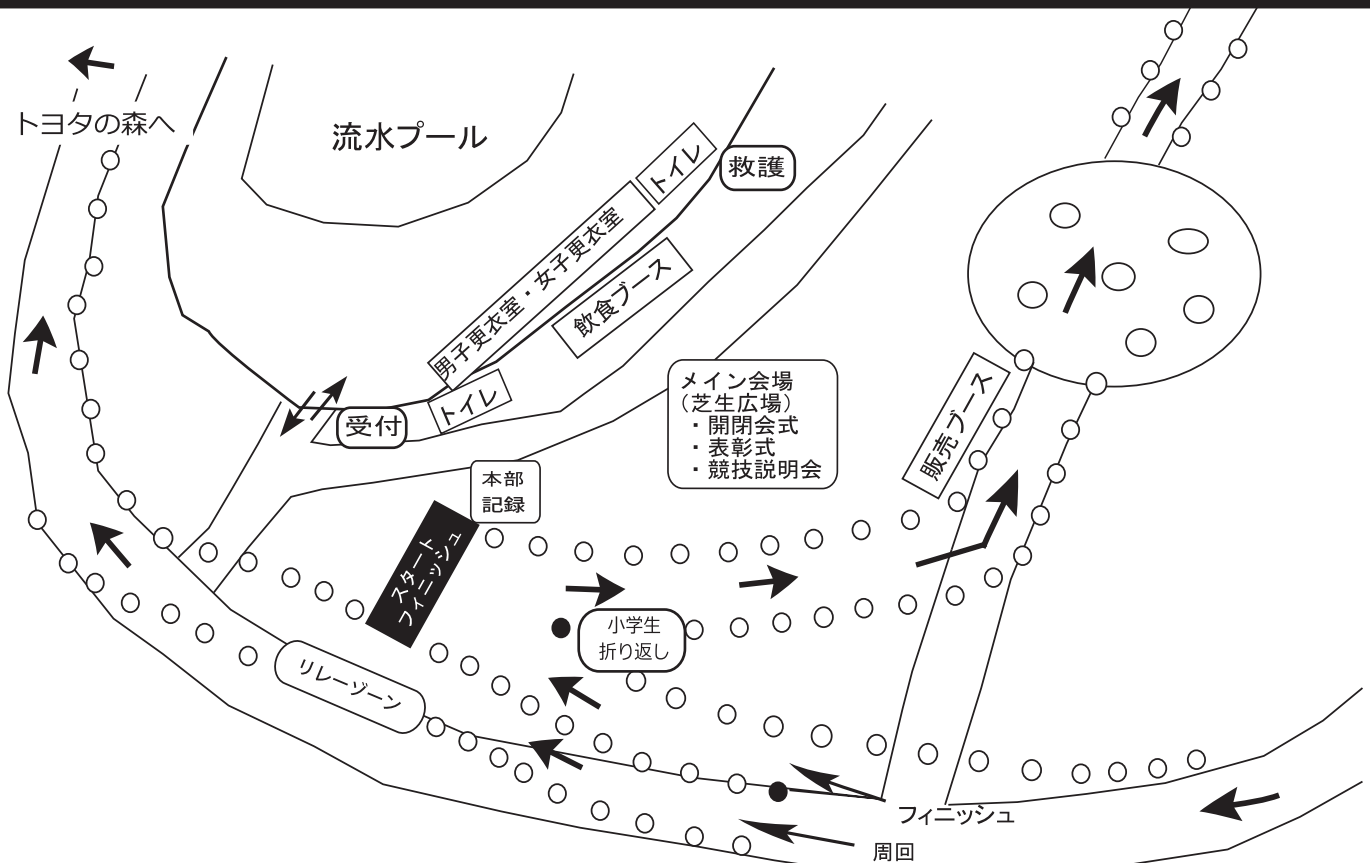 トヨタの森へ
流水プール
トイレ
救護
男子更衣室・女子更衣室
飲食ブース
トイレ
受付
メイン会場
（芝生広場）
・開閉会式
・表彰式
・競技説明会
販売ブース
本部
記録
スタート
フィニッシュ
小学生
折り返し
リレーゾーン
フィニッシュ
周回